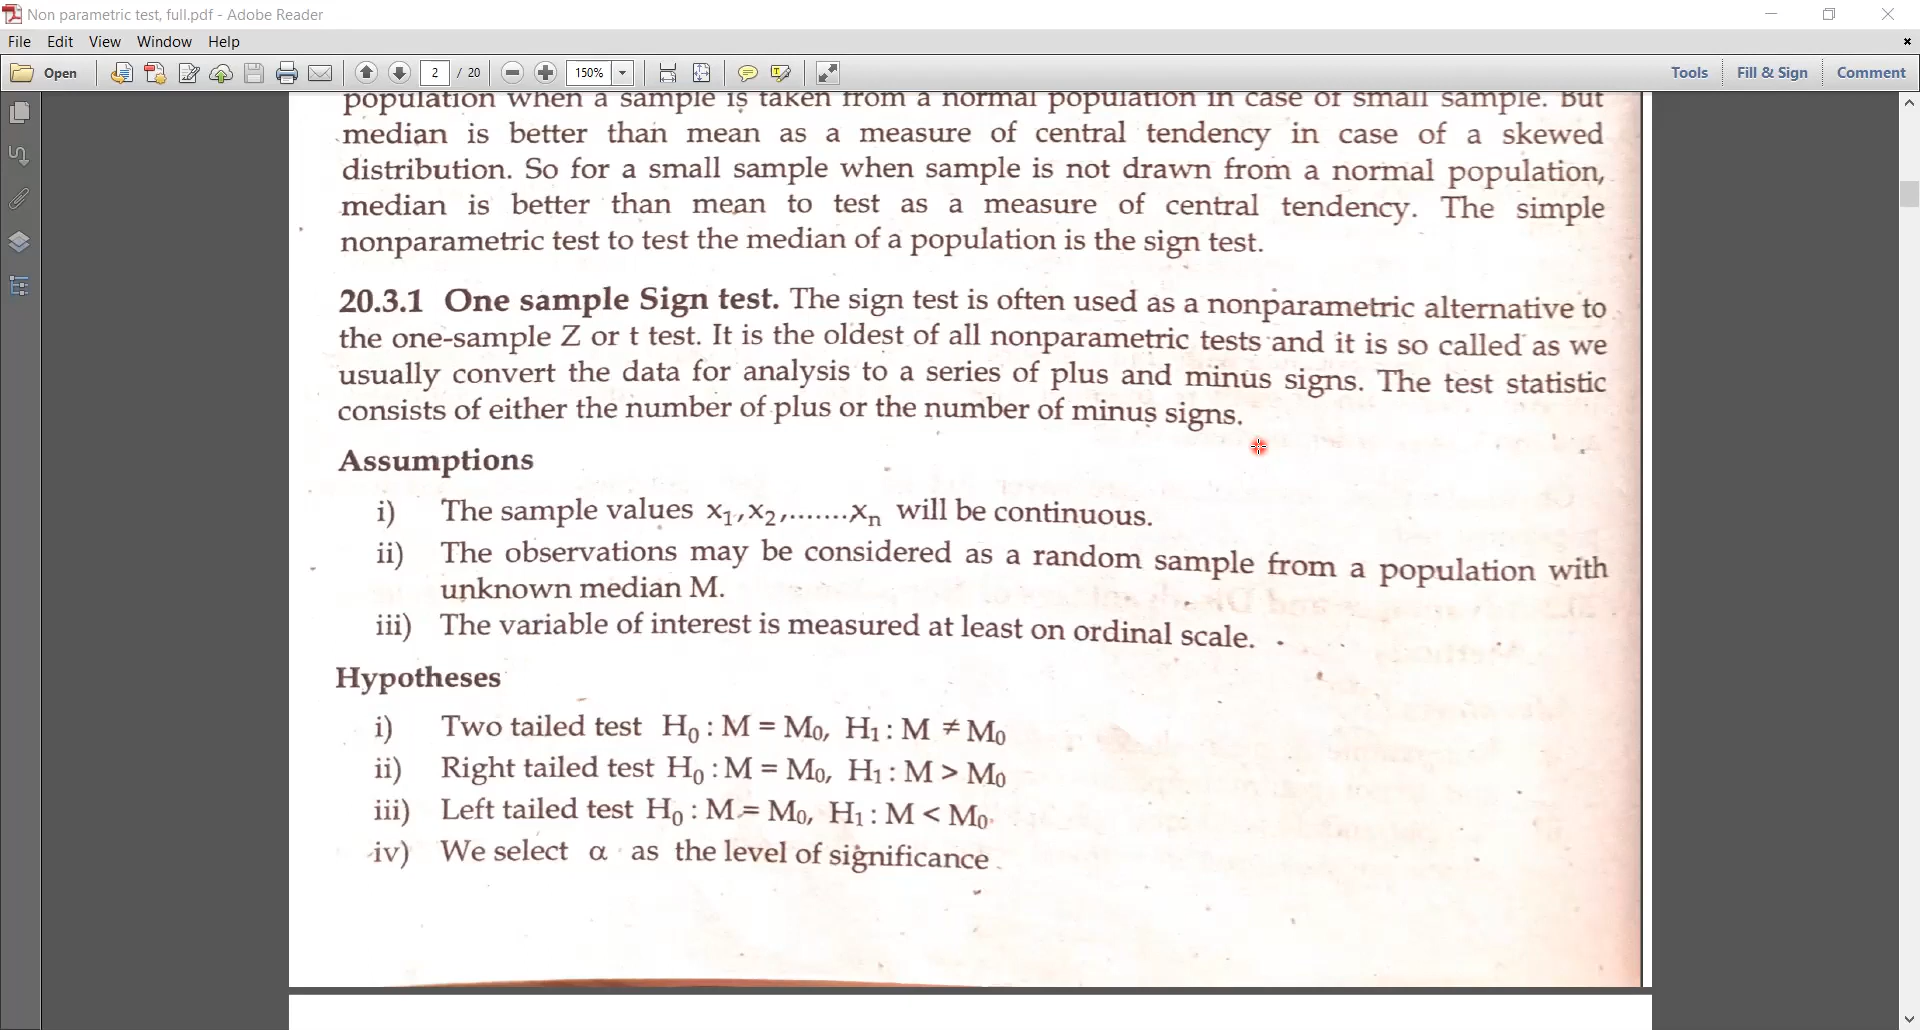 Non parametric test, full.pdf - Adobe Reader
File Edit View Window Help
Open 2 / 20 150% Tools Fill & Sign Comment
population when a sample is taken from a normal population in case of small sample. But
median is better than mean as a measure of central tendency in case of a skewed
distribution. So for a small sample when sample is not drawn from a normal population,
median is better than mean to test as a measure of central tendency. The simple
nonparametric test to test the median of a population is the sign test.
20.3.1 One sample Sign test. The sign test is often used as a nonparametric alternative to
the one-sample Z or t test. It is the oldest of all nonparametric tests and it is so called as we
usually convert the data for analysis to a series of plus and minus signs. The test statistic
consists of either the number of plus or the number of minus signs.
Assumptions
i) The sample values x₁,x₂,.......xₙ will be continuous.
ii) The observations may be considered as a random sample from a population with
unknown median M.
iii) The variable of interest is measured at least on ordinal scale.
Hypotheses
i) Two tailed test H₀ : M = M₀, H₁ : M ≠ M₀
ii) Right tailed test H₀ : M = M₀, H₁ : M > M₀
iii) Left tailed test H₀ : M = M₀, H₁ : M < M₀
iv) We select α as the level of significance